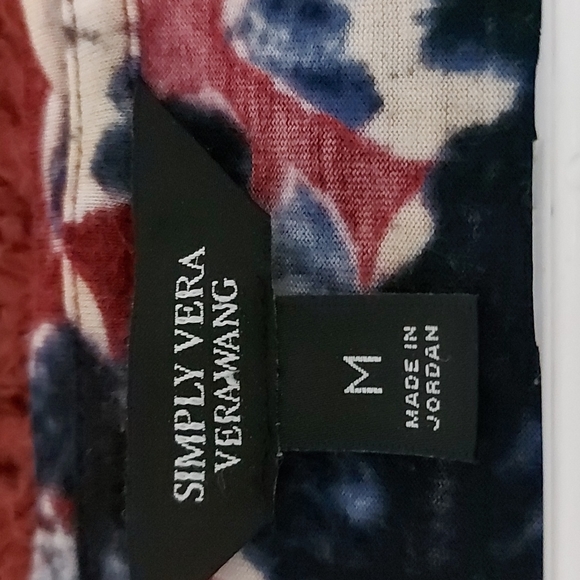 SIMPLY VERA
VERA WANG
M
MADE IN
JORDAN